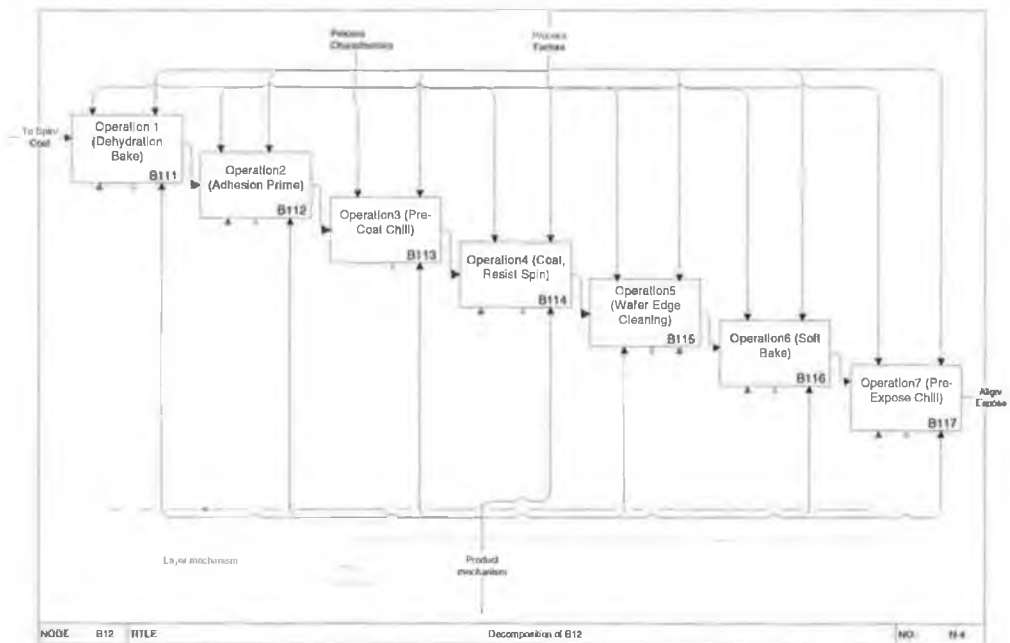 Process
Characteristics
Process
Factors
To Spin/
Coat
Operation 1
(Dehydration
Bake)
B111
Operation2
(Adhesion Prime)
B112
Operation3 (Pre-
Coat Chill)
B113
Operation4 (Coat,
Resist Spin)
B114
Operation5
(Wafer Edge
Cleaning)
B115
Operation6 (Soft
Bake)
B116
Operation7 (Pre-
Expose Chill)
B117
Align/
Expose
Layer mechanism
Product
mechanism
NODE B12 TITLE Decomposition of B12 NO